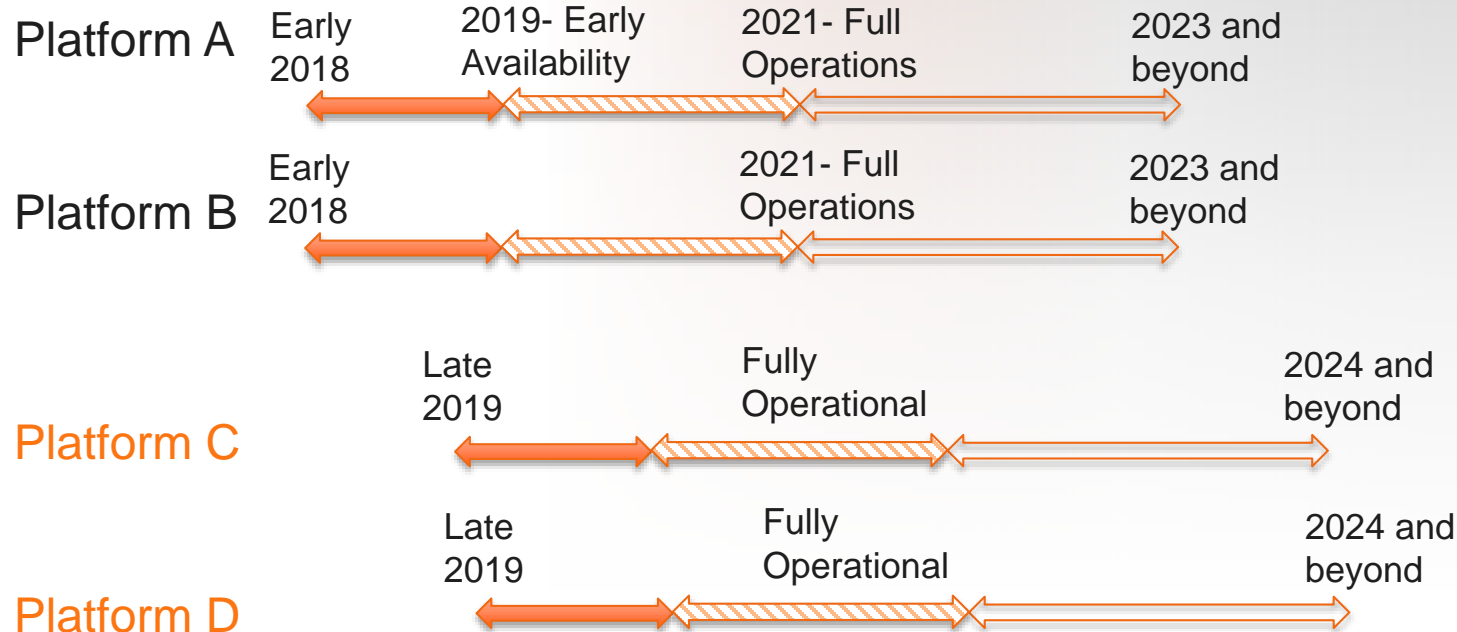 Platform A
Early
2018
2019- Early
Availability
2021- Full
Operations
2023 and
beyond
Platform B
Early
2018
2021- Full
Operations
2023 and
beyond
Platform C
Late
2019
Fully
Operational
2024 and
beyond
Platform D
Late
2019
Fully
Operational
2024 and
beyond